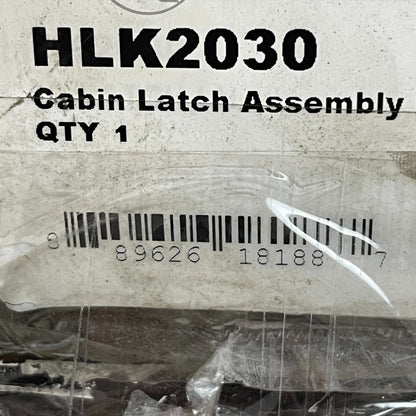 HLK2030
Cabin Latch Assembly
QTY 1
8 89626 18188 7